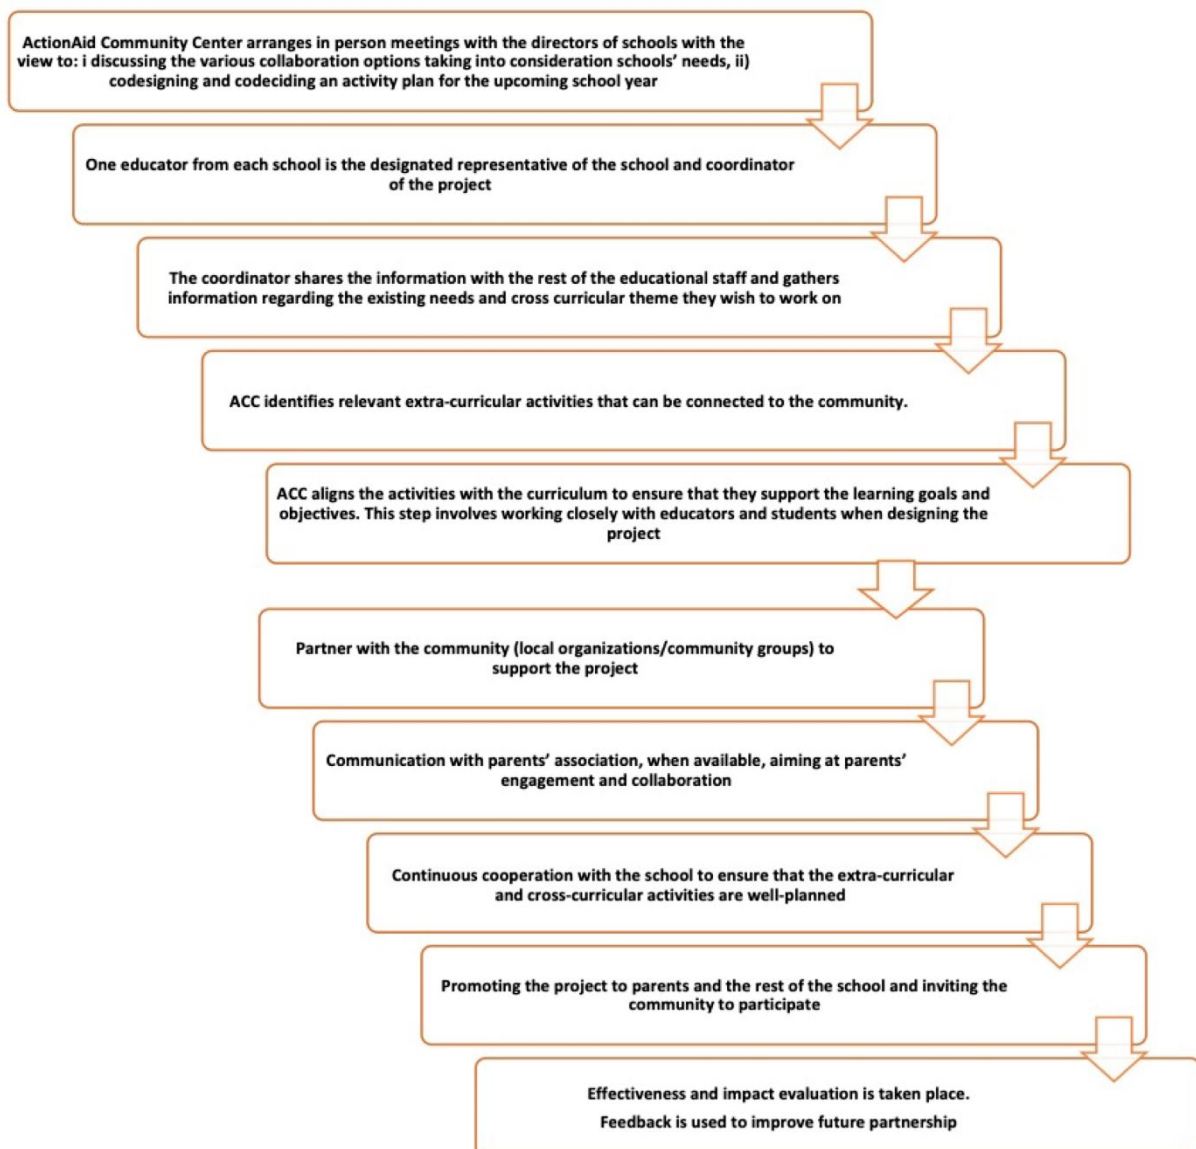 ActionAid Community Center arranges in person meetings with the directors of schools with the
view to: i discussing the various collaboration options taking into consideration schools’ needs, ii)
codesigning and codeciding an activity plan for the upcoming school year
One educator from each school is the designated representative of the school and coordinator
of the project
The coordinator shares the information with the rest of the educational staff and gathers
information regarding the existing needs and cross curricular theme they wish to work on
ACC identifies relevant extra-curricular activities that can be connected to the community.
ACC aligns the activities with the curriculum to ensure that they support the learning goals and
objectives. This step involves working closely with educators and students when designing the
project
Partner with the community (local organizations/community groups) to
support the project
Communication with parents’ association, when available, aiming at parents’
engagement and collaboration
Continuous cooperation with the school to ensure that the extra-curricular
and cross-curricular activities are well-planned
Promoting the project to parents and the rest of the school and inviting the
community to participate
Effectiveness and impact evaluation is taken place.
Feedback is used to improve future partnership